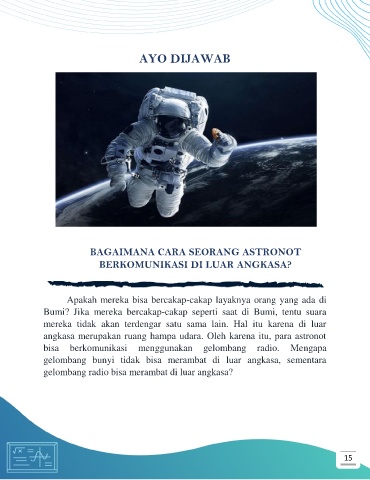 AYO DIJAWAB
BAGAIMANA CARA SEORANG ASTRONOT
BERKOMUNIKASI DI LUAR ANGKASA?
Apakah mereka bisa bercakap-cakap layaknya orang yang ada di
Bumi? Jika mereka bercakap-cakap seperti saat di Bumi, tentu suara
mereka tidak akan terdengar satu sama lain. Hal itu karena di luar
angkasa merupakan ruang hampa udara. Oleh karena itu, para astronot
bisa berkomunikasi menggunakan gelombang radio. Mengapa
gelombang bunyi tidak bisa merambat di luar angkasa, sementara
gelombang radio bisa merambat di luar angkasa?
15